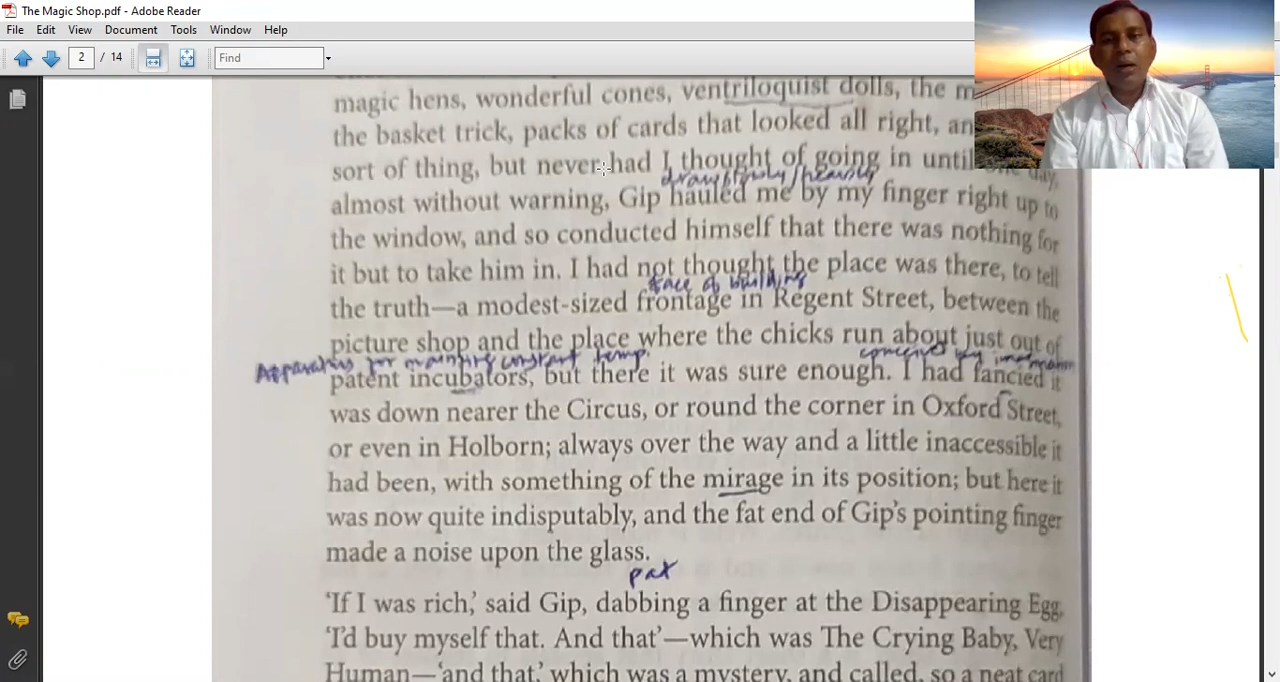 The Magic Shop.pdf - Adobe Reader
File Edit View Document Tools Window Help
2 / 14 Find
magic hens, wonderful cones, ventriloquist dolls, the m
the basket trick, packs of cards that looked all right, an
sort of thing, but never had I thought of going in until one day,
almost without warning, Gip hauled me by my finger right up to
the window, and so conducted himself that there was nothing for
it but to take him in. I had not thought the place was there, to tell
face of building
the truth—a modest-sized frontage in Regent Street, between the
picture shop and the place where the chicks run about just out of
Apparatus for constant temp.
patent incubators, but there it was sure enough. I had fancied it
was down nearer the Circus, or round the corner in Oxford Street,
or even in Holborn; always over the way and a little inaccessible it
had been, with something of the mirage in its position; but here it
was now quite indisputably, and the fat end of Gip's pointing finger
made a noise upon the glass.
pat
'If I was rich,' said Gip, dabbing a finger at the Disappearing Egg,
'I'd buy myself that. And that'—which was The Crying Baby, Very
Human—'and that,' which was a mystery, and called, so a neat card